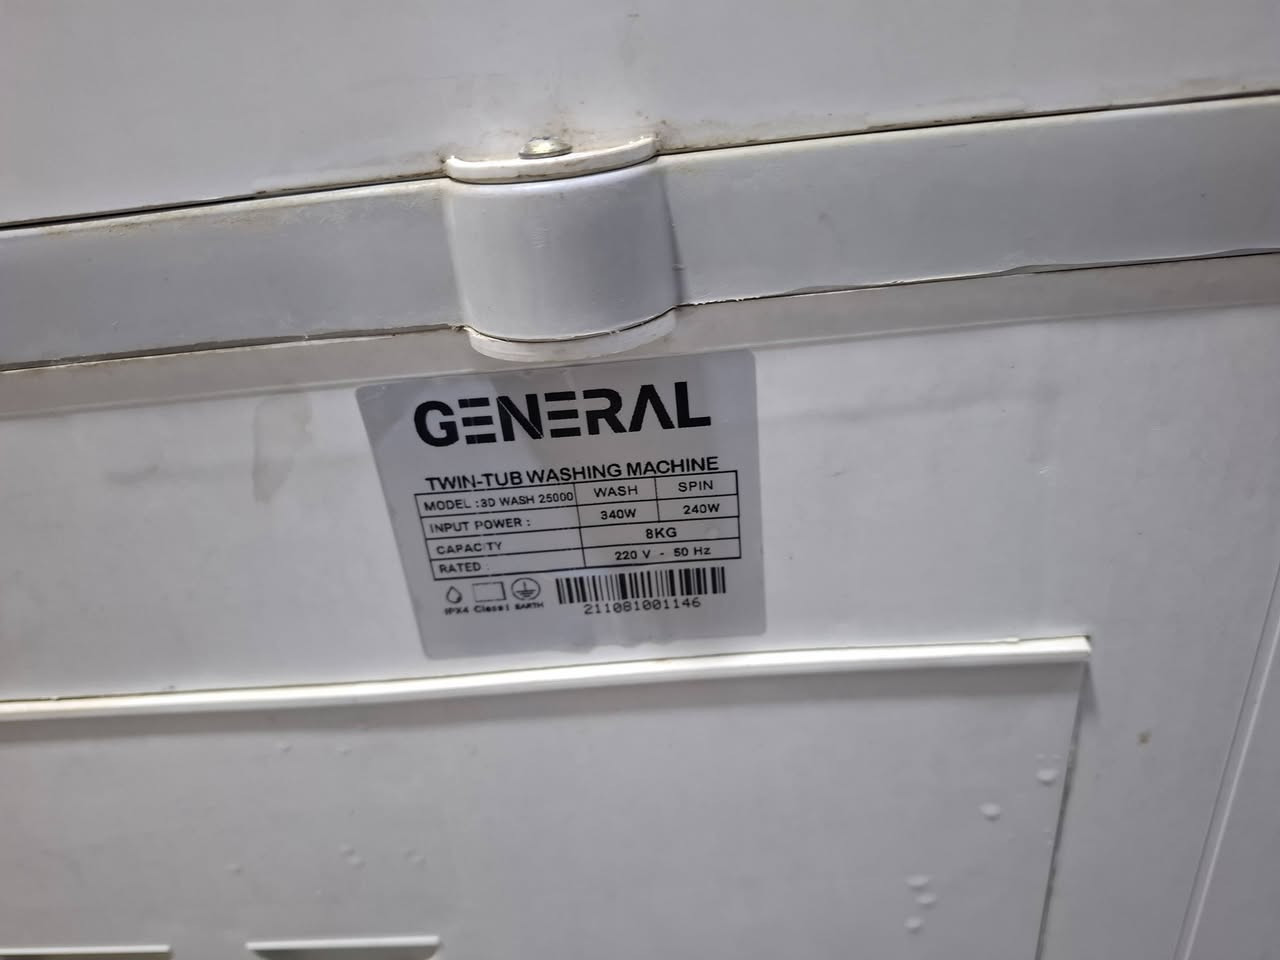 GENERAL
TWIN-TUB WASHING MACHINE
MODEL :3D WASH 25000 WASH SPIN
INPUT POWER : 340W 240W
CAPACITY 8KG
RATED : 220 V - 50 Hz
IPX4 Class I EARTH
211081001146